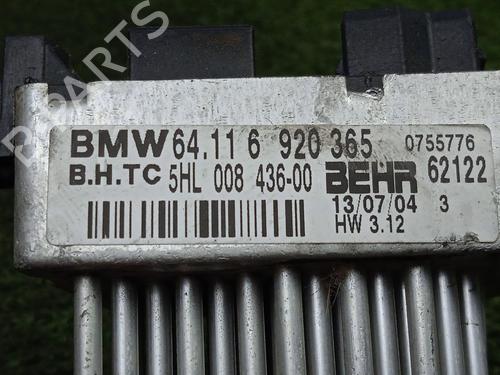 BMW 64.11 6 920 365 0755776
B.H.TC 5HL 008 436-00 BEHR 62122
13/07/04 3
HW 3.12
B PARTS